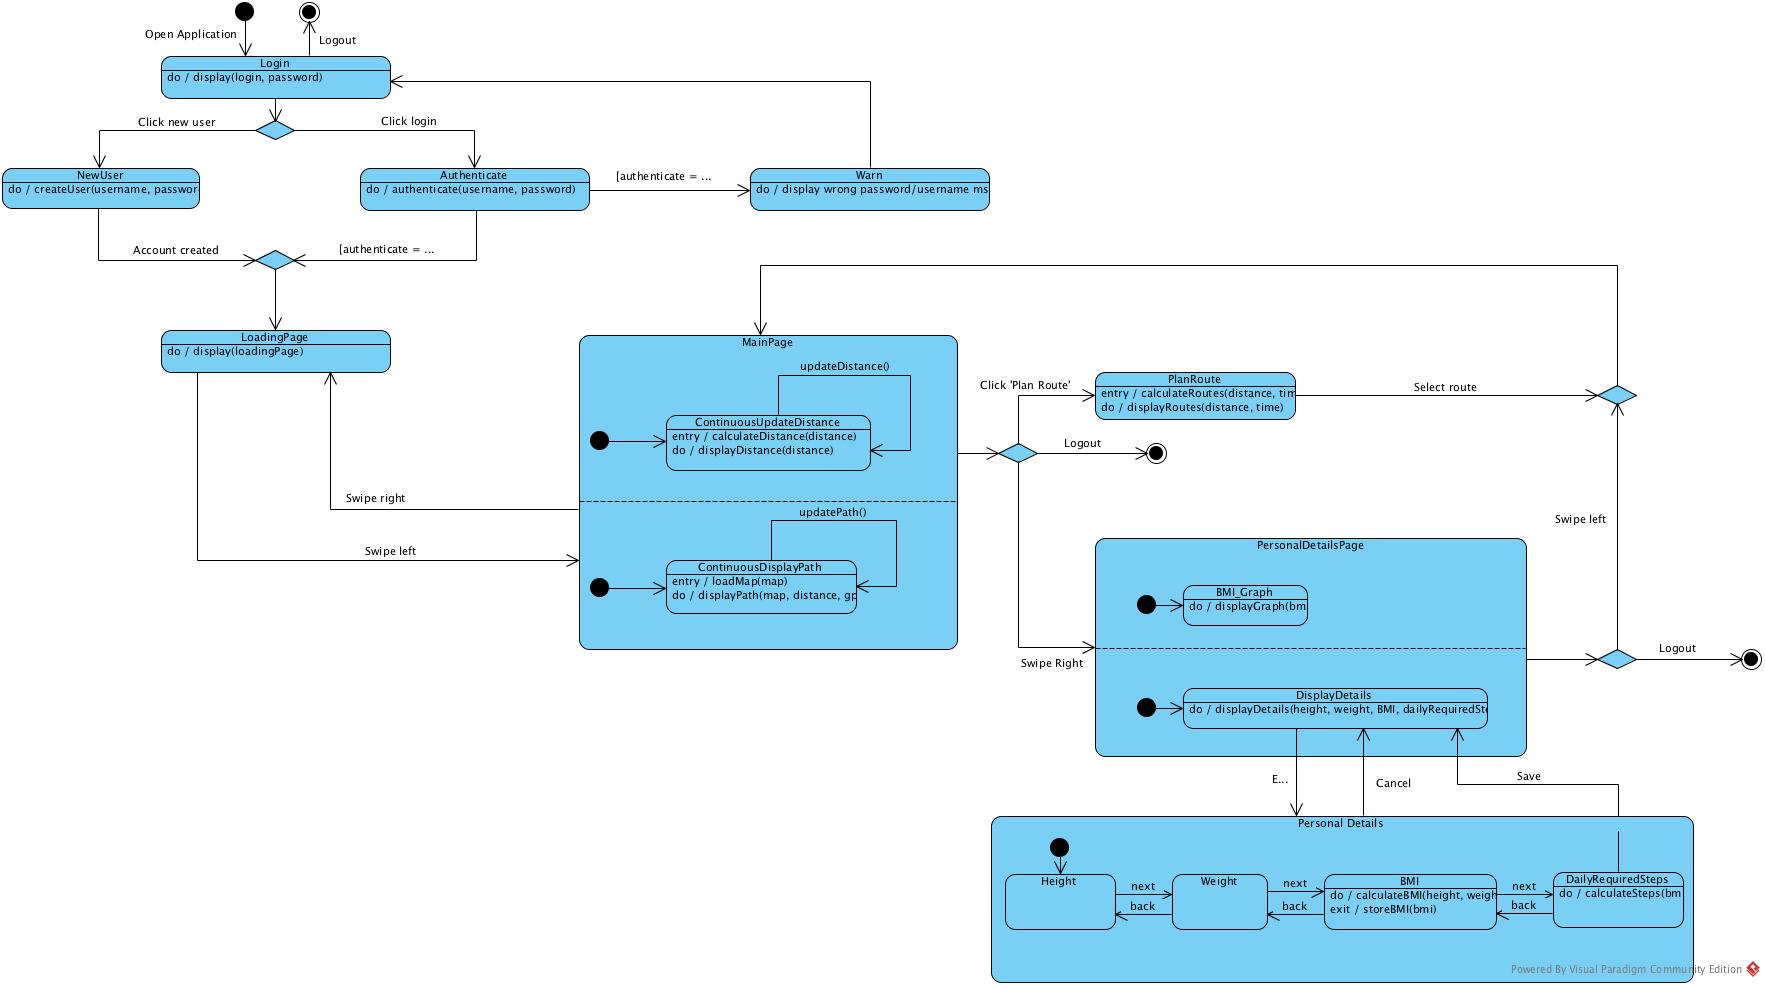 Open Application
Logout
Login
do / display(login, password)
Click new user
Click login
NewUser
do / createUser(username, passwor
Authenticate
do / authenticate(username, password)
[authenticate = ...
Warn
do / display wrong password/username ms
Account created
[authenticate = ...
LoadingPage
do / display(loadingPage)
MainPage
updateDistance()
ContinuousUpdateDistance
entry / calculateDistance(distance)
do / displayDistance(distance)
Swipe right
updatePath()
Swipe left
ContinuousDisplayPath
entry / loadMap(map)
do / displayPath(map, distance, gp
Click 'Plan Route'
PlanRoute
entry / calculateRoutes(distance, tim
do / displayRoutes(distance, time)
Select route
Logout
Swipe left
PersonalDetailsPage
BMI_Graph
do / displayGraph(bm
Swipe Right
Logout
DisplayDetails
do / displayDetails(height, weight, BMI, dailyRequiredSte
E...
Cancel
Save
Personal Details
Height
next
back
Weight
next
back
BMI
do / calculateBMI(height, weigh
exit / storeBMI(bmi)
next
back
DailyRequiredSteps
do / calculateSteps(bm
Powered By Visual Paradigm Community Edition